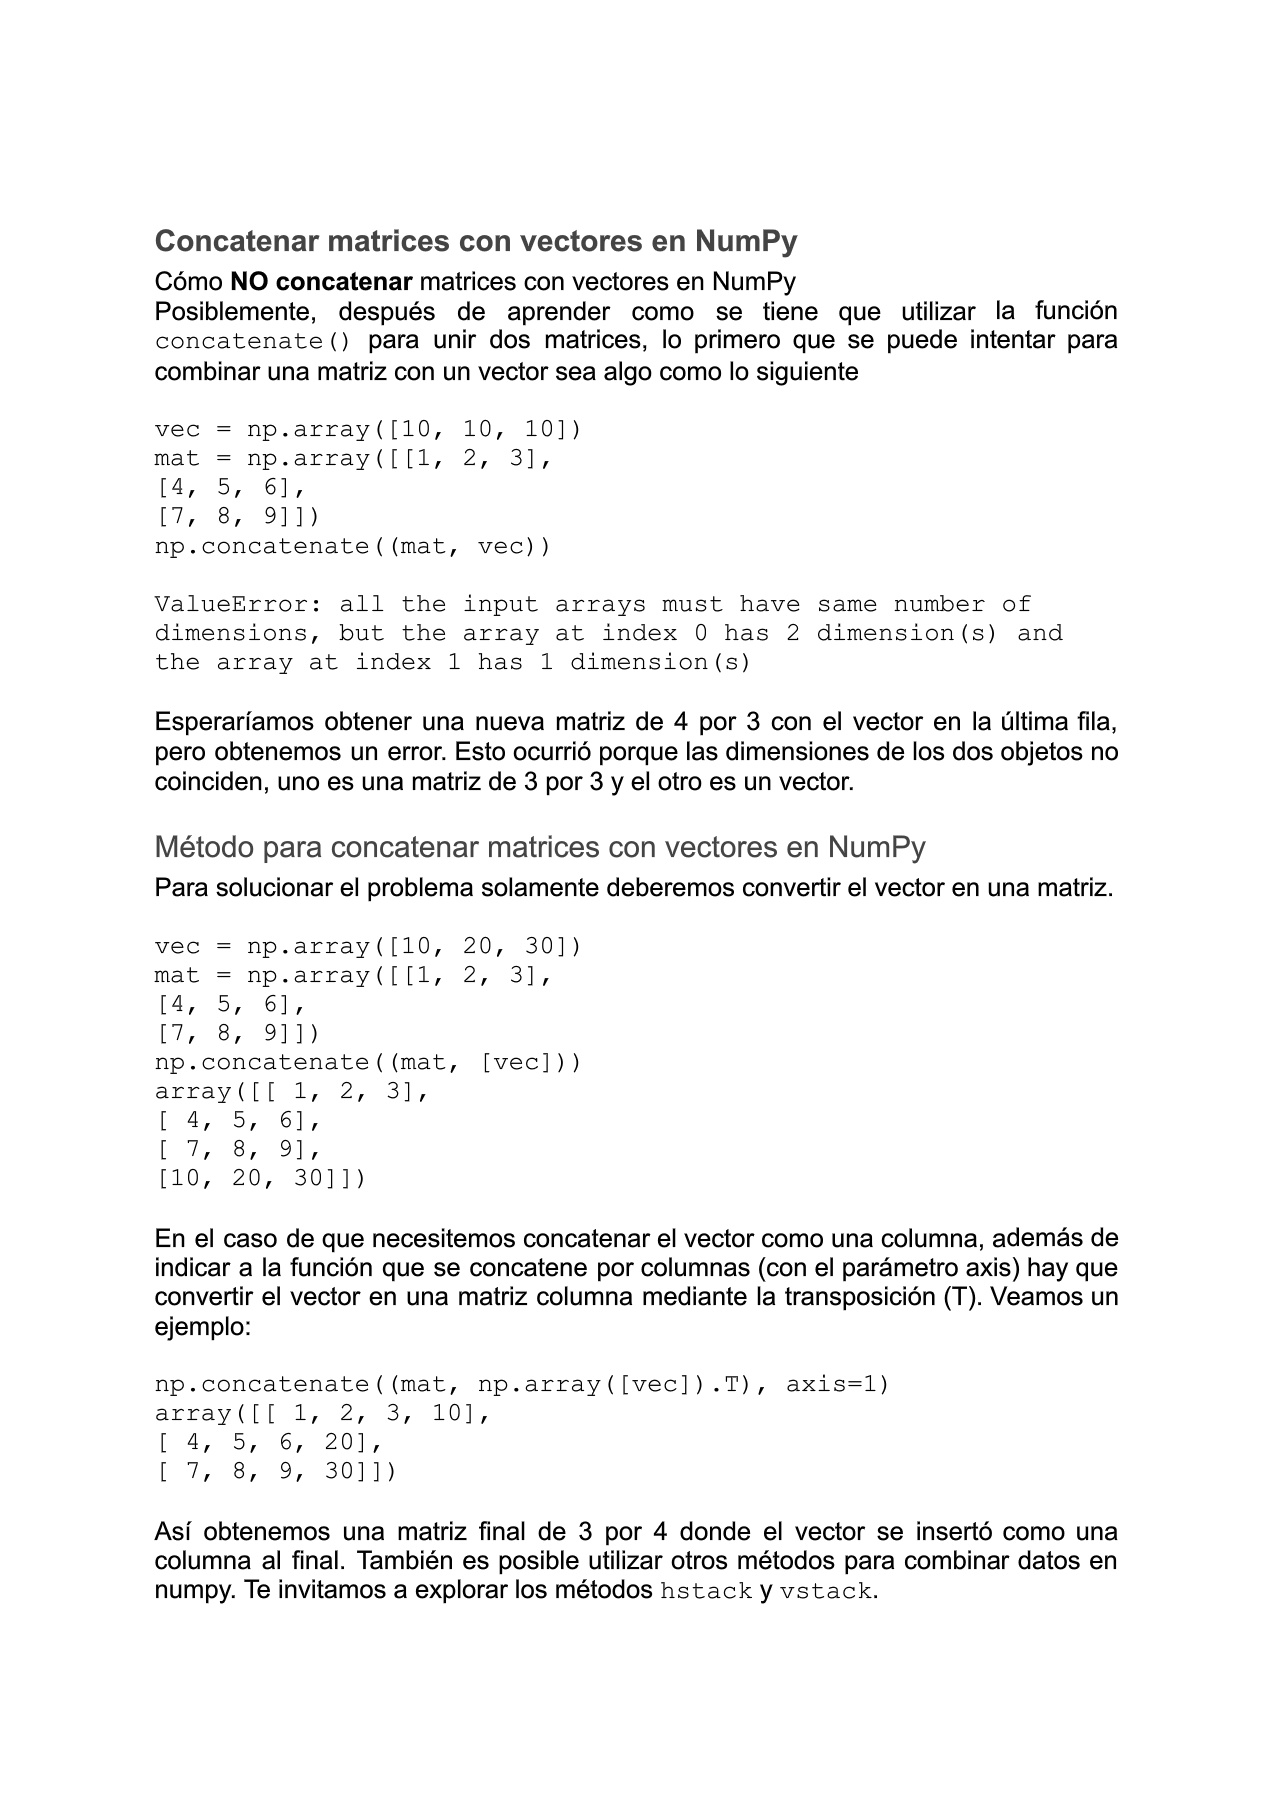 Concatenar matrices con vectores en NumPy
Cómo NO concatenar matrices con vectores en NumPy
Posiblemente, después de aprender como se tiene que utilizar la función
concatenate() para unir dos matrices, lo primero que se puede intentar para
combinar una matriz con un vector sea algo como lo siguiente
vec = np.array([10, 10, 10])
mat = np.array([[1, 2, 3],
[4, 5, 6],
[7, 8, 9]])
np.concatenate((mat, vec))
ValueError: all the input arrays must have same number of
dimensions, but the array at index 0 has 2 dimension(s) and
the array at index 1 has 1 dimension(s)
Esperaríamos obtener una nueva matriz de 4 por 3 con el vector en la última fila,
pero obtenemos un error. Esto ocurrió porque las dimensiones de los dos objetos no
coinciden, uno es una matriz de 3 por 3 y el otro es un vector.
Método para concatenar matrices con vectores en NumPy
Para solucionar el problema solamente deberemos convertir el vector en una matriz.
vec = np.array([10, 20, 30])
mat = np.array([[1, 2, 3],
[4, 5, 6],
[7, 8, 9]])
np.concatenate((mat, [vec]))
array([[ 1, 2, 3],
[ 4, 5, 6],
[ 7, 8, 9],
[10, 20, 30]])
En el caso de que necesitemos concatenar el vector como una columna, además de
indicar a la función que se concatene por columnas (con el parámetro axis) hay que
convertir el vector en una matriz columna mediante la transposición (T). Veamos un
ejemplo:
np.concatenate((mat, np.array([vec]).T), axis=1)
array([[ 1, 2, 3, 10],
[ 4, 5, 6, 20],
[ 7, 8, 9, 30]])
Así obtenemos una matriz final de 3 por 4 donde el vector se insertó como una
columna al final. También es posible utilizar otros métodos para combinar datos en
numpy. Te invitamos a explorar los métodos hstack y vstack.